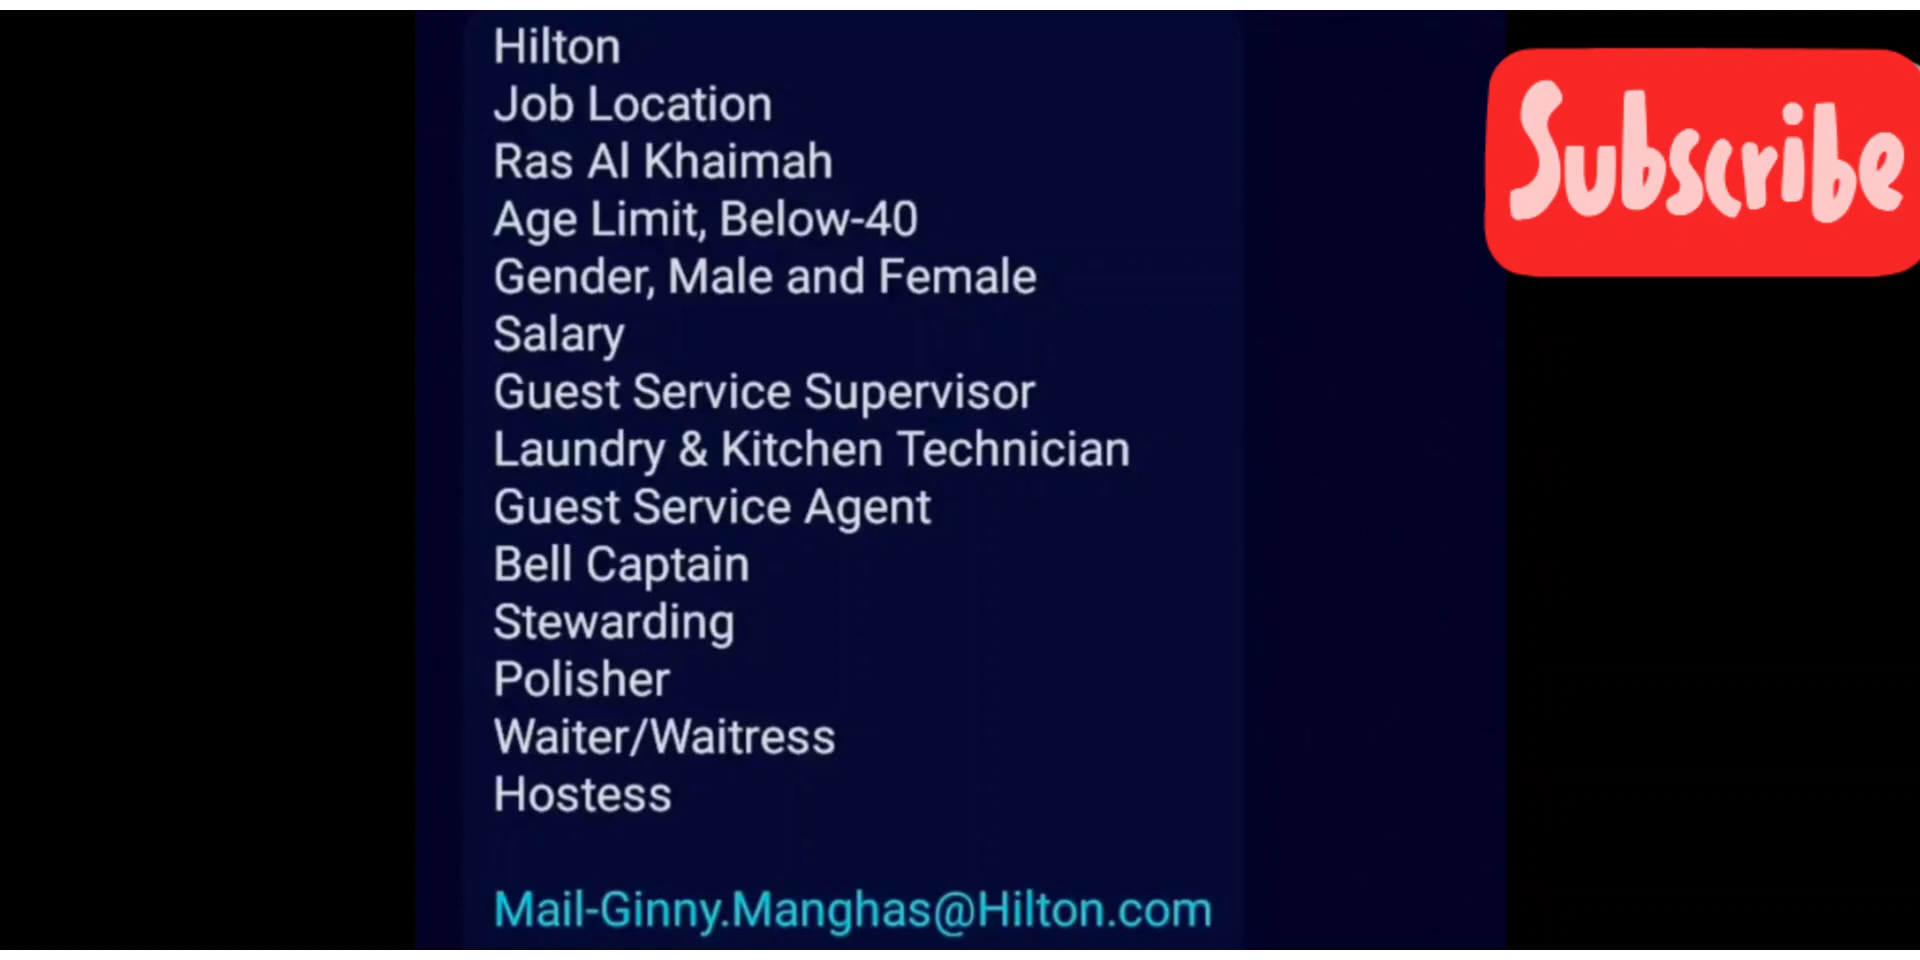 Hilton
Job Location
Ras Al Khaimah
Age Limit, Below-40
Gender, Male and Female
Salary
Guest Service Supervisor
Laundry & Kitchen Technician
Guest Service Agent
Bell Captain
Stewarding
Polisher
Waiter/Waitress
Hostess
Mail-Ginny.Manghas@Hilton.com
Subscribe